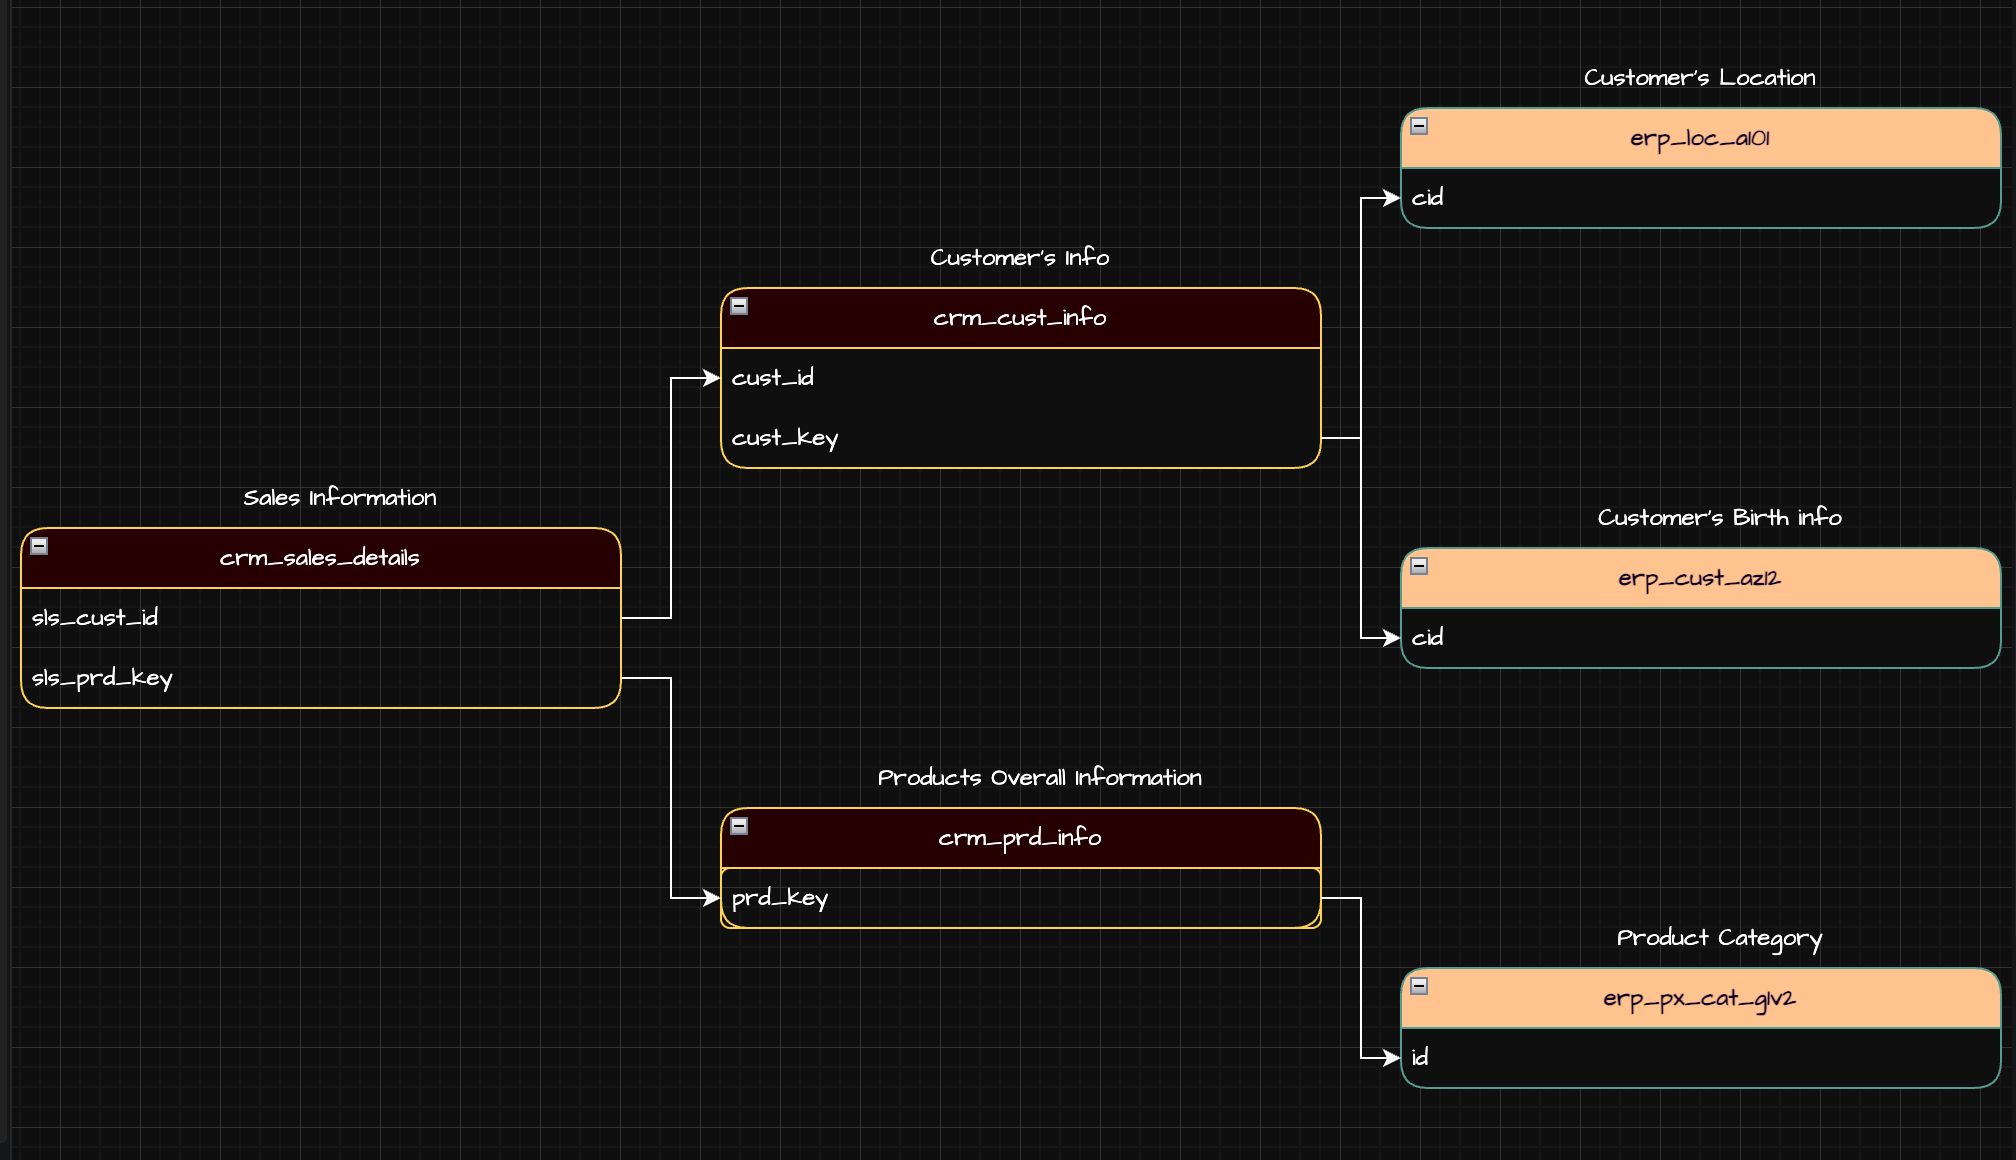 Customer's Location
erp_loc_a101
cid
Customer's Info
crm_cust_info
cust_id
cust_key
Sales Information
crm_sales_details
sls_cust_id
sls_prd_key
Customer's Birth info
erp_cust_az12
cid
Products Overall Information
crm_prd_info
prd_key
Product Category
erp_px_cat_g1v2
id